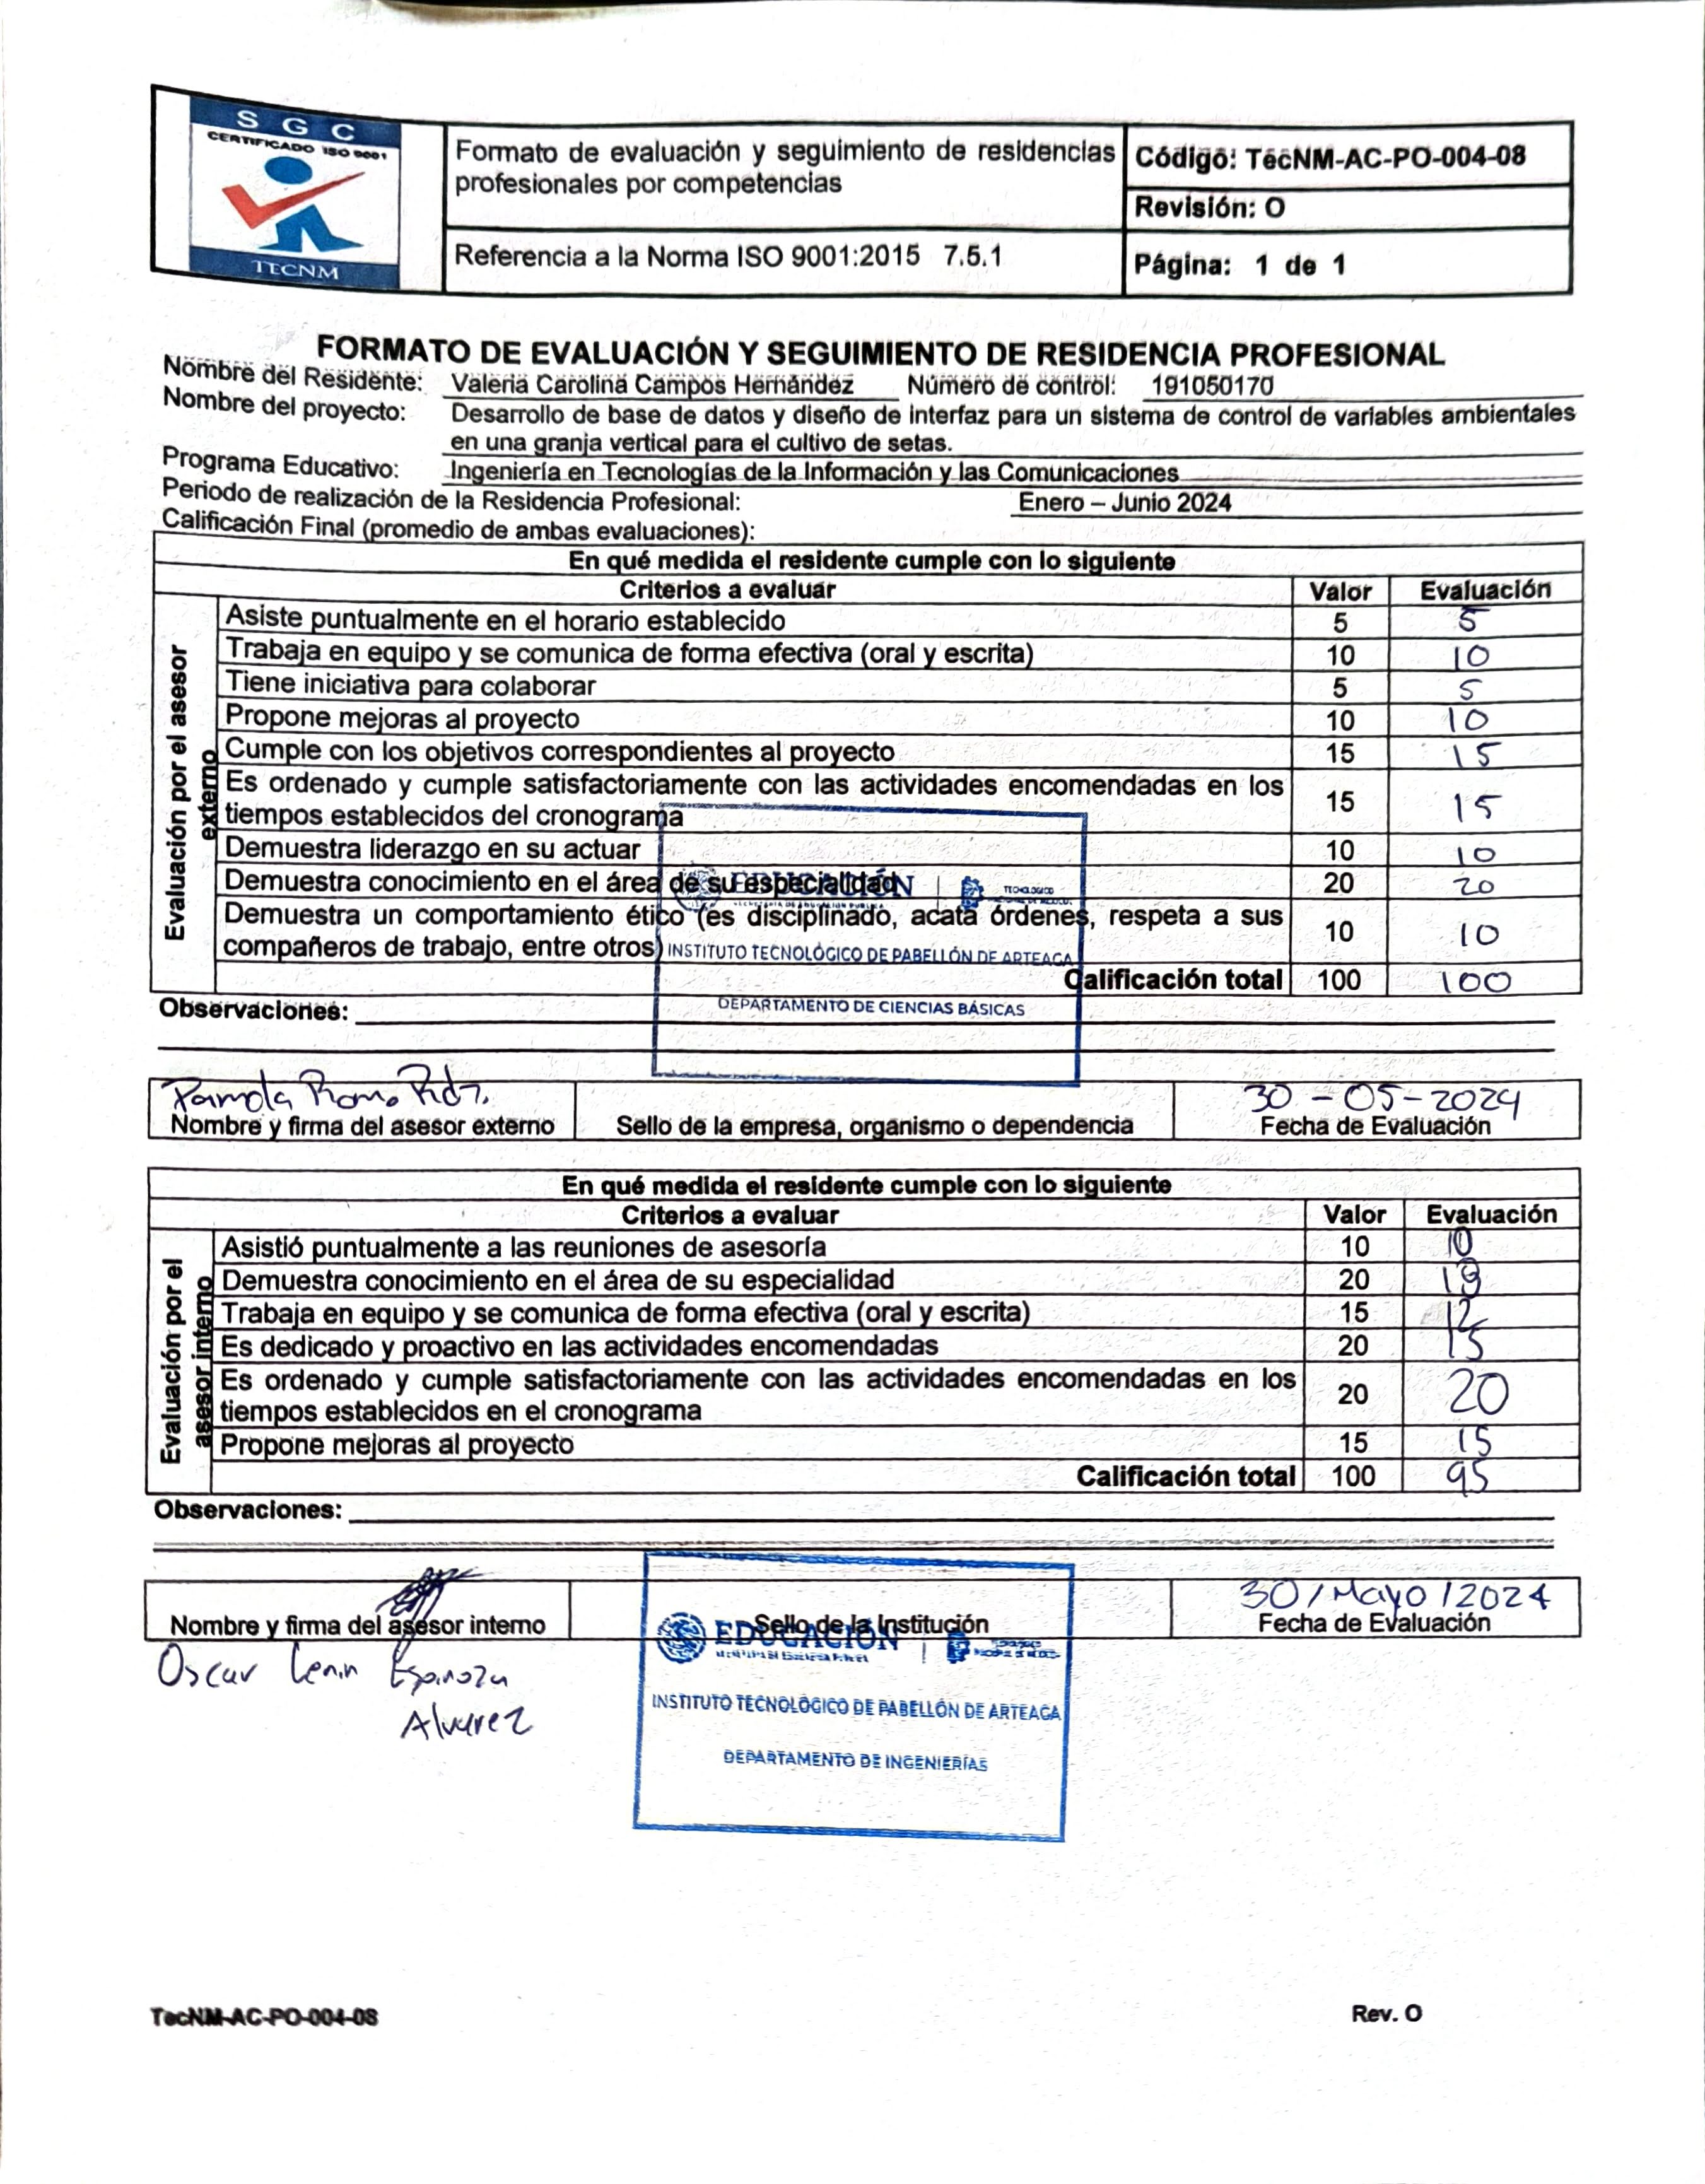 S G C
CERTIFICADO ISO 9001
TECNM
Formato de evaluación y seguimiento de residencias
profesionales por competencias
Referencia a la Norma ISO 9001:2015 7.5.1
Código: TecNM-AC-PO-004-08
Revisión: O
Página: 1 de 1
FORMATO DE EVALUACIÓN Y SEGUIMIENTO DE RESIDENCIA PROFESIONAL
Nombre del Residente: Valeria Carolina Campos Hernández Número de control: 191050170
Nombre del proyecto: Desarrollo de base de datos y diseño de interfaz para un sistema de control de variables ambientales
en una granja vertical para el cultivo de setas.
Programa Educativo: Ingeniería en Tecnologías de la Información y las Comunicaciones
Periodo de realización de la Residencia Profesional: Enero – Junio 2024
Calificación Final (promedio de ambas evaluaciones):
En qué medida el residente cumple con lo siguiente
Criterios a evaluar Valor Evaluación
Evaluación por el asesor
externo
Asiste puntualmente en el horario establecido 5 5
Trabaja en equipo y se comunica de forma efectiva (oral y escrita) 10 10
Tiene iniciativa para colaborar 5 5
Propone mejoras al proyecto 10 10
Cumple con los objetivos correspondientes al proyecto 15 15
Es ordenado y cumple satisfactoriamente con las actividades encomendadas en los
tiempos establecidos del cronograma 15 15
Demuestra liderazgo en su actuar 10 10
Demuestra conocimiento en el área de su especialidad 20 20
EDUCACIÓN
TECNOLÓGICO
Demuestra un comportamiento ético (es disciplinado, acata órdenes, respeta a sus
compañeros de trabajo, entre otros) 10 10
INSTITUTO TECNOLÓGICO DE PABELLÓN DE ARTEAGA
Calificación total 100 100
DEPARTAMENTO DE CIENCIAS BÁSICAS
Observaciones:
Pamela Romo Rdz.
30-05-2024
Nombre y firma del asesor externo Sello de la empresa, organismo o dependencia Fecha de Evaluación
En qué medida el residente cumple con lo siguiente
Criterios a evaluar Valor Evaluación
Evaluación por el
asesor interno
Asistió puntualmente a las reuniones de asesoría 10 10
Demuestra conocimiento en el área de su especialidad 20
Trabaja en equipo y se comunica de forma efectiva (oral y escrita) 15 12
Es dedicado y proactivo en las actividades encomendadas 20 15
Es ordenado y cumple satisfactoriamente con las actividades encomendadas en los
tiempos establecidos en el cronograma 20 20
Propone mejoras al proyecto 15 15
Calificación total 100 95
Observaciones:
30/Mayo/2024
Nombre y firma del asesor interno Sello de la Institución Fecha de Evaluación
EDUCACIÓN
Oscar Lenin Espinoza
Alvarez
INSTITUTO TECNOLÓGICO DE PABELLÓN DE ARTEAGA
DEPARTAMENTO DE INGENIERÍAS
TecNM-AC-PO-004-08 Rev. O